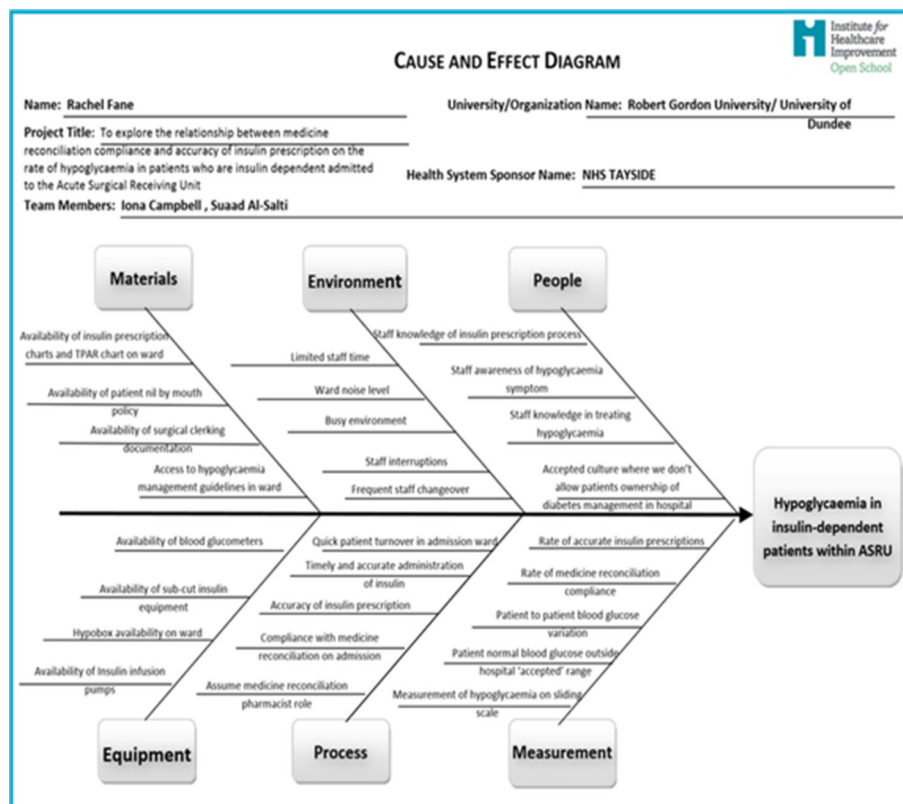 Institute for
Healthcare
Improvement
Open School
CAUSE AND EFFECT DIAGRAM
Name: Rachel Fane
University/Organization Name: Robert Gordon University/ University of
Dundee
Project Title: To explore the relationship between medicine
reconciliation compliance and accuracy of insulin prescription on the
rate of hypoglycaemia in patients who are insulin dependent admitted
to the Acute Surgical Receiving Unit
Health System Sponsor Name: NHS TAYSIDE
Team Members: Iona Campbell , Suaad Al-Salti
Materials
Availability of insulin prescription
charts and TPAR chart on ward
Availability of patient nil by mouth
policy
Availability of surgical clerking
documentation
Access to hypoglycaemia
management guidelines in ward
Environment
Limited staff time
Ward noise level
Busy environment
Staff interruptions
Frequent staff changeover
People
Staff knowledge of insulin prescription process
Staff awareness of hypoglycaemia
symptom
Staff knowledge in treating
hypoglycaemia
Accepted culture where we don't
allow patients ownership of
diabetes management in hospital
Hypoglycaemia in
insulin-dependent
patients within ASRU
Availability of blood glucometers
Availability of sub-cut insulin
equipment
Hypobox availability on ward
Availability of Insulin infusion
pumps
Equipment
Quick patient turnover in admission ward
Timely and accurate administration
of insulin
Accuracy of insulin prescription
Compliance with medicine
reconciliation on admission
Assume medicine reconciliation
pharmacist role
Process
Rate of accurate insulin prescriptions
Rate of medicine reconciliation
compliance
Patient to patient blood glucose
variation
Patient normal blood glucose outside
hospital 'accepted' range
Measurement of hypoglycaemia on sliding
scale
Measurement